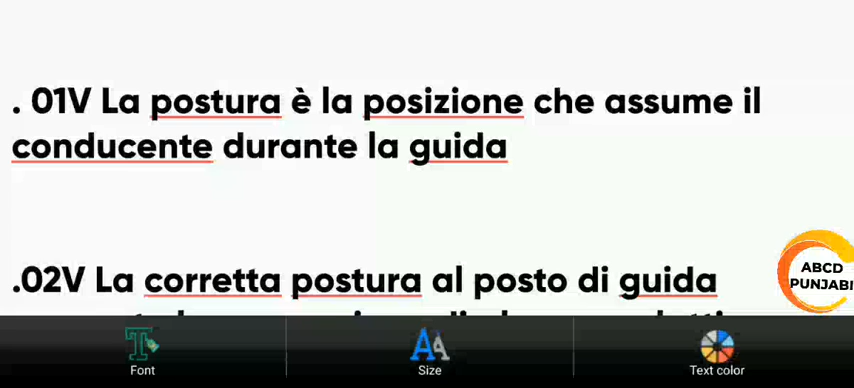 . 01V La postura è la posizione che assume il
conducente durante la guida
.02V La corretta postura al posto di guida
ABCD
PUNJABI
Font
Size
Text color